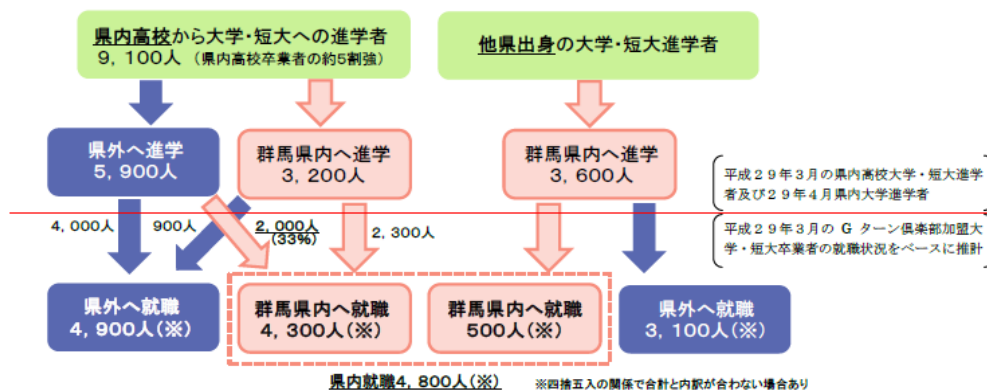 県内高校から大学・短大への進学者
9,100人 (県内高校卒業者の約5割強)
他県出身の大学・短大進学者
県外へ進学
5,900人
群馬県内へ進学
3,200人
群馬県内へ進学
3,600人
平成29年3月の県内高校大学・短大進学
者及び29年4月県内大学進学者
4,000人
900人
2,000人
(33%)
2,300人
平成29年3月の G ターン倶楽部加盟大
学・短大卒業者の就職状況をベースに推計
県外へ就職
4,900人(※)
群馬県内へ就職
4,300人(※)
群馬県内へ就職
500人(※)
県外へ就職
3,100人(※)
県内就職4,800人(※)
※四捨五入の関係で合計と内訳が合わない場合あり